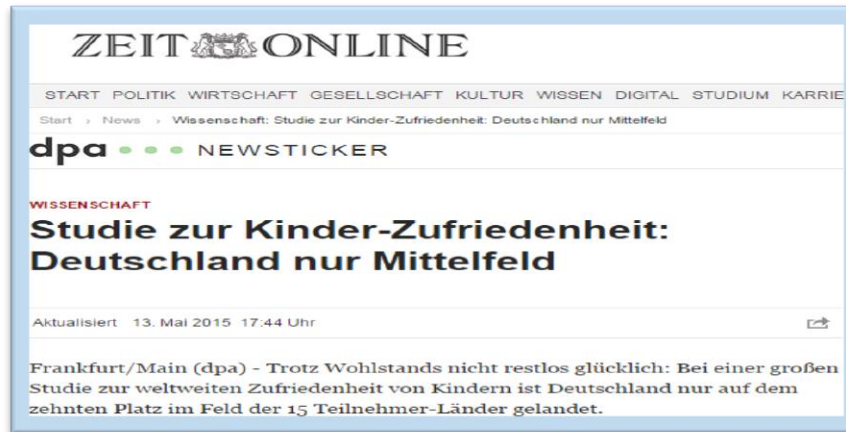 ZEIT ONLINE
START POLITIK WIRTSCHAFT GESELLSCHAFT KULTUR WISSEN DIGITAL STUDIUM KARRIE
Start › News › Wissenschaft: Studie zur Kinder-Zufriedenheit: Deutschland nur Mittelfeld
dpa • • • NEWSTICKER
WISSENSCHAFT
Studie zur Kinder-Zufriedenheit:
Deutschland nur Mittelfeld
Aktualisiert 13. Mai 2015 17:44 Uhr
Frankfurt/Main (dpa) - Trotz Wohlstands nicht restlos glücklich: Bei einer großen
Studie zur weltweiten Zufriedenheit von Kindern ist Deutschland nur auf dem
zehnten Platz im Feld der 15 Teilnehmer-Länder gelandet.